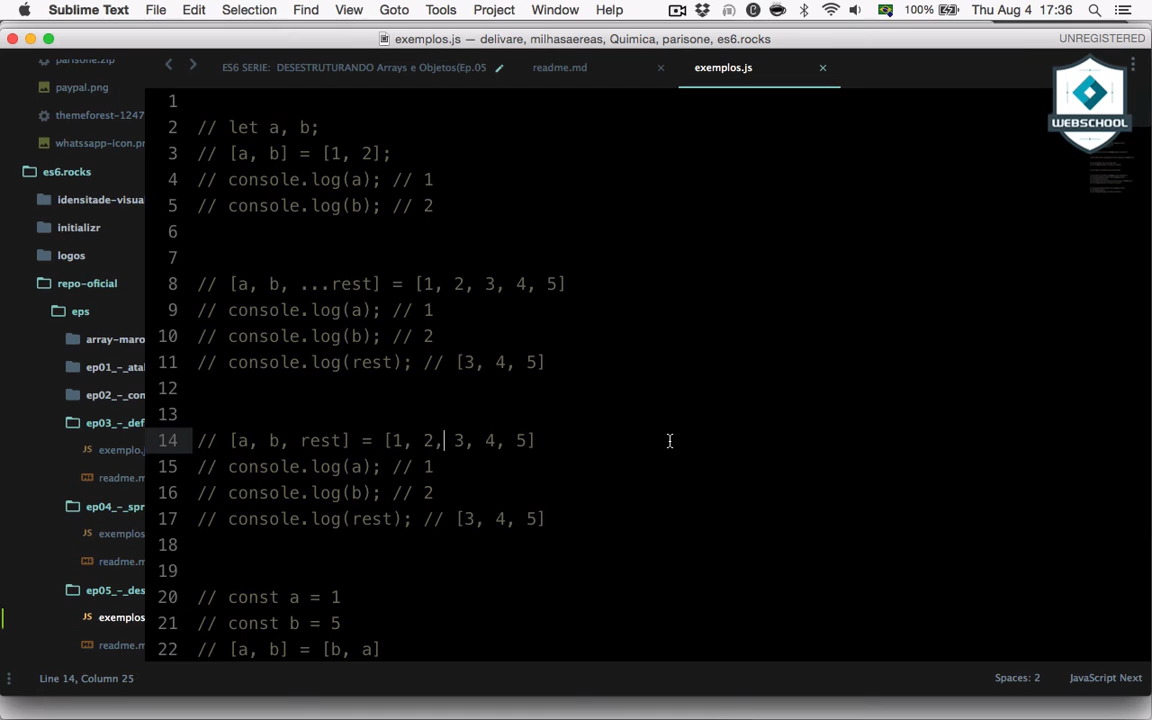 Sublime Text File Edit Selection Find View Goto Tools Project Window Help 100% Thu Aug 4 17:36
exemplos.js — delivare, milhasaereas, Quimica, parisone, es6.rocks UNREGISTERED
parisone.zip
paypal.png
themeforest-1247
whatssapp-icon.pr
es6.rocks
idensitade-visua
initializr
logos
repo-oficial
eps
array-maro
ep01_-_atal
ep02_-_con
ep03_-_def
exemplo.j
readme.m
ep04_-_spr
exemplos
readme.m
ep05_-_des
JS exemplos
readme.m
ES6 SERIE: DESESTRUTURANDO Arrays e Objetos(Ep.05 readme.md × exemplos.js ×
WEBSCHOOL
1
2 // let a, b;
3 // [a, b] = [1, 2];
4 // console.log(a); // 1
5 // console.log(b); // 2
6
7
8 // [a, b, ...rest] = [1, 2, 3, 4, 5]
9 // console.log(a); // 1
10 // console.log(b); // 2
11 // console.log(rest); // [3, 4, 5]
12
13
14 // [a, b, rest] = [1, 2, 3, 4, 5]
15 // console.log(a); // 1
16 // console.log(b); // 2
17 // console.log(rest); // [3, 4, 5]
18
19
20 // const a = 1
21 // const b = 5
22 // [a, b] = [b, a]
Line 14, Column 25 Spaces: 2 JavaScript Next